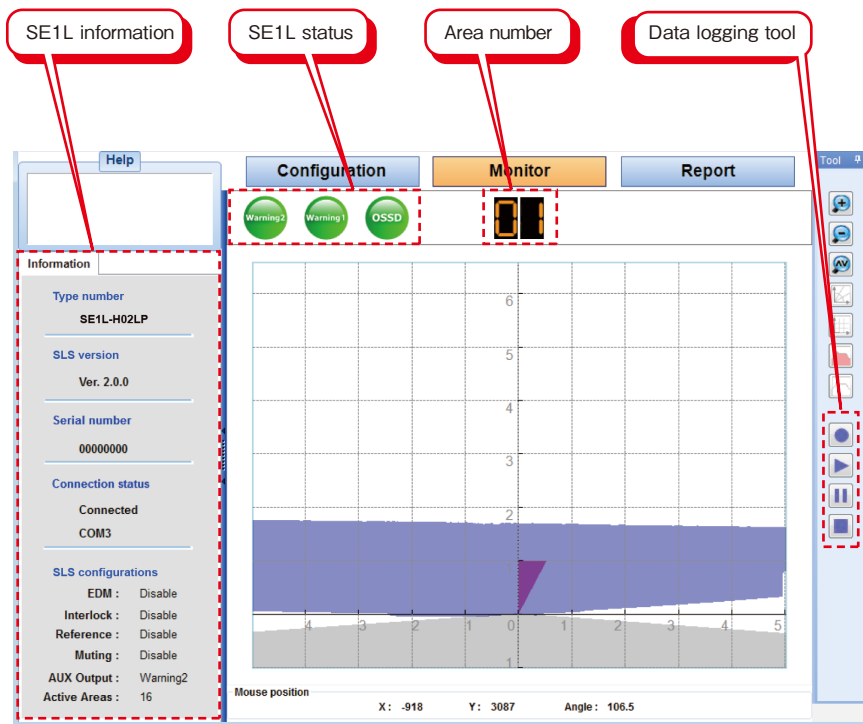 SE1L information
SE1L status
Area number
Data logging tool
Help
Configuration
Monitor
Report
Tool
Warning2
Warning1
OSSD
01
Information
Type number
SE1L-H02LP
SLS version
Ver. 2.0.0
Serial number
00000000
Connection status
Connected
COM3
SLS configurations
EDM : Disable
Interlock : Disable
Reference : Disable
Muting : Disable
AUX Output : Warning2
Active Areas : 16
AV
6
5
4
3
2
4 3 2 1 0 1 2 3 4 5
1
Mouse position
X : -918 Y : 3087 Angle : 106.5